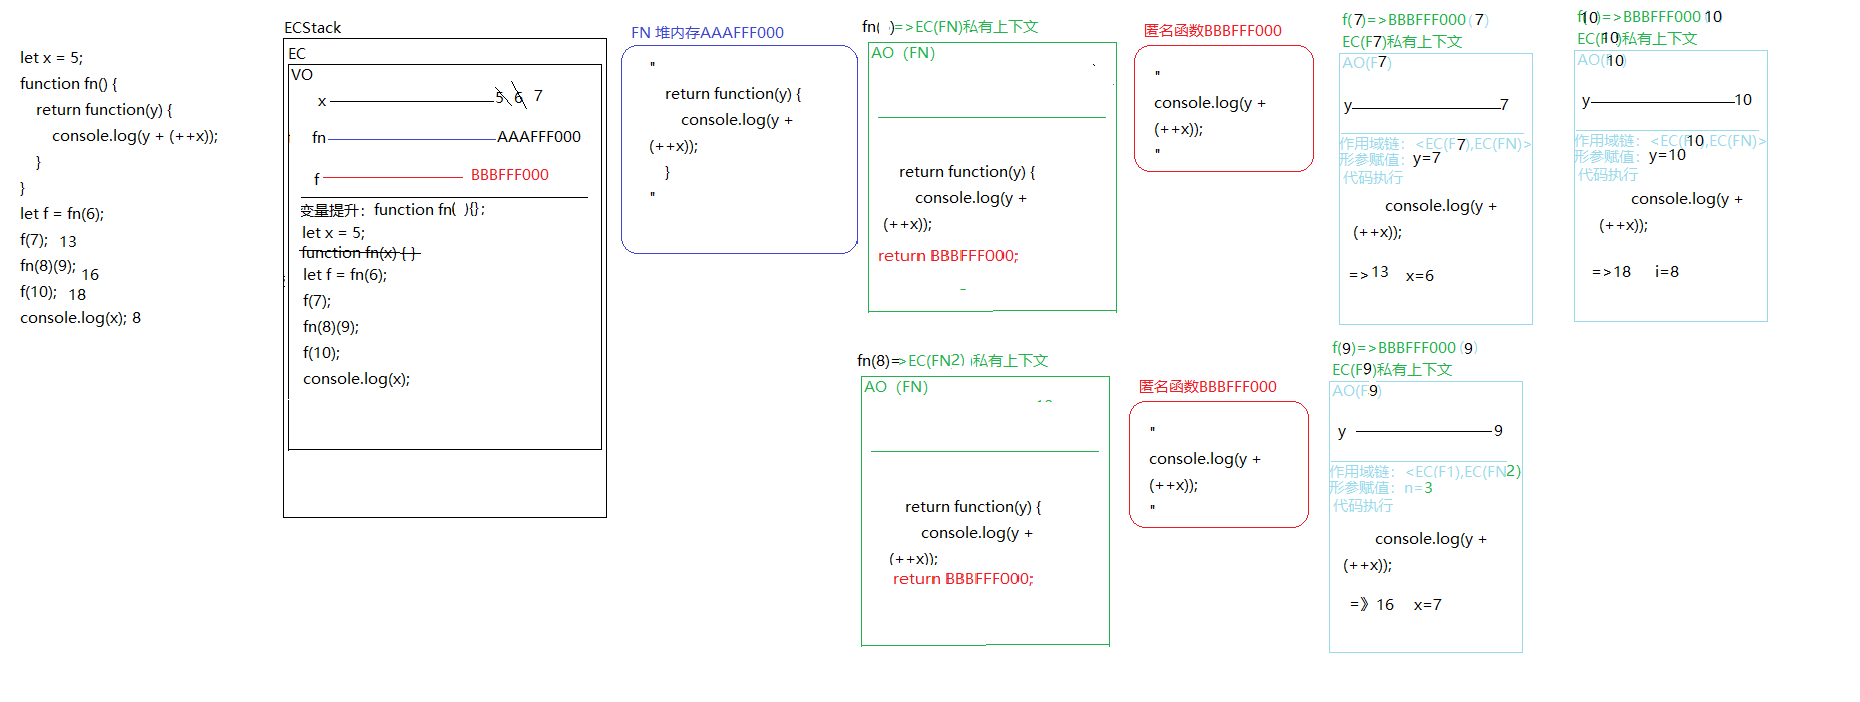 let x = 5;
function fn() {
return function(y) {
console.log(y + (++x));
}
}
let f = fn(6);
f(7); 13
fn(8)(9); 16
f(10); 18
console.log(x); 8
ECStack
EC
VO
x 5 6 7
fn AAAFFF000
f BBBFFF000
变量提升：function fn( ){};
let x = 5;
function fn(x) { }
let f = fn(6);
f(7);
fn(8)(9);
f(10);
console.log(x);
FN 堆内存AAAFFF000
"
return function(y) {
console.log(y +
(++x));
}
"
fn( )=>EC(FN)私有上下文
AO（FN）
return function(y) {
console.log(y +
(++x));
return BBBFFF000;
匿名函数BBBFFF000
"
console.log(y +
(++x));
"
f(7)=>BBBFFF000（7）
EC(F7)私有上下文
AO(F7)
y 7
作用域链：<EC(F7),EC(FN)>
形参赋值：y=7
代码执行
console.log(y +
(++x));
=>13 x=6
f(10)=>BBBFFF000 10
EC(F10)私有上下文
AO(F10)
y 10
作用域链：<EC(F10),EC(FN)>
形参赋值：y=10
代码执行
console.log(y +
(++x));
=>18 i=8
fn(8)=>EC(FN2)私有上下文
AO（FN）
return function(y) {
console.log(y +
(++x));
return BBBFFF000;
匿名函数BBBFFF000
"
console.log(y +
(++x));
"
f(9)=>BBBFFF000（9）
EC(F9)私有上下文
AO(F9)
y 9
作用域链：<EC(F1),EC(FN2)
形参赋值：n=3
代码执行
console.log(y +
(++x));
=》16 x=7